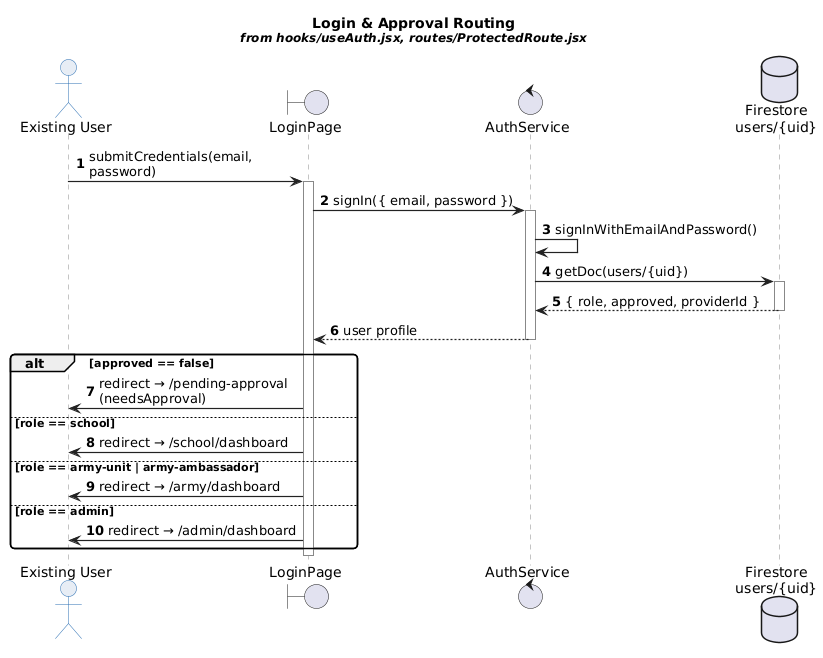 Login & Approval Routing
from hooks/useAuth.jsx, routes/ProtectedRoute.jsx
Existing User
LoginPage
AuthService
Firestore
users/{uid}
1 submitCredentials(email,
password)
2 signIn({ email, password })
3 signInWithEmailAndPassword()
4 getDoc(users/{uid})
5 { role, approved, providerId }
6 user profile
alt [approved == false]
7 redirect → /pending-approval
(needsApproval)
[role == school]
8 redirect → /school/dashboard
[role == army-unit | army-ambassador]
9 redirect → /army/dashboard
[role == admin]
10 redirect → /admin/dashboard
Existing User
LoginPage
AuthService
Firestore
users/{uid}